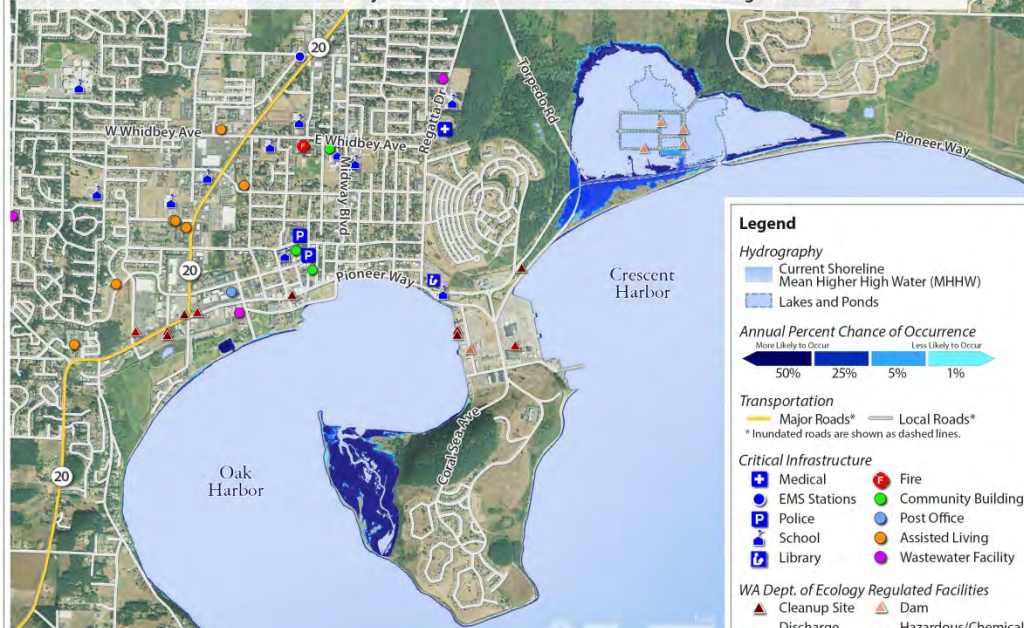 20
Torpedo Rd
Regatta Dr
W Whidbey Ave
E Whidbey Ave
F
Midway Blvd
Pioneer Way
P
P
20
Pioneer Way
Crescent
Harbor
Coral Sea Ave
Oak
Harbor
20
Legend
Hydrography
Current Shoreline
Mean Higher High Water (MHHW)
Lakes and Ponds
Annual Percent Chance of Occurrence
More Likely to Occur Less Likely to Occur
50% 25% 5% 1%
Transportation
Major Roads* Local Roads*
* Inundated roads are shown as dashed lines.
Critical Infrastructure
Medical F Fire
EMS Stations Community Building
P Police Post Office
School Assisted Living
Library Wastewater Facility
WA Dept. of Ecology Regulated Facilities
Cleanup Site Dam
Discharge Hazardous/Chemical